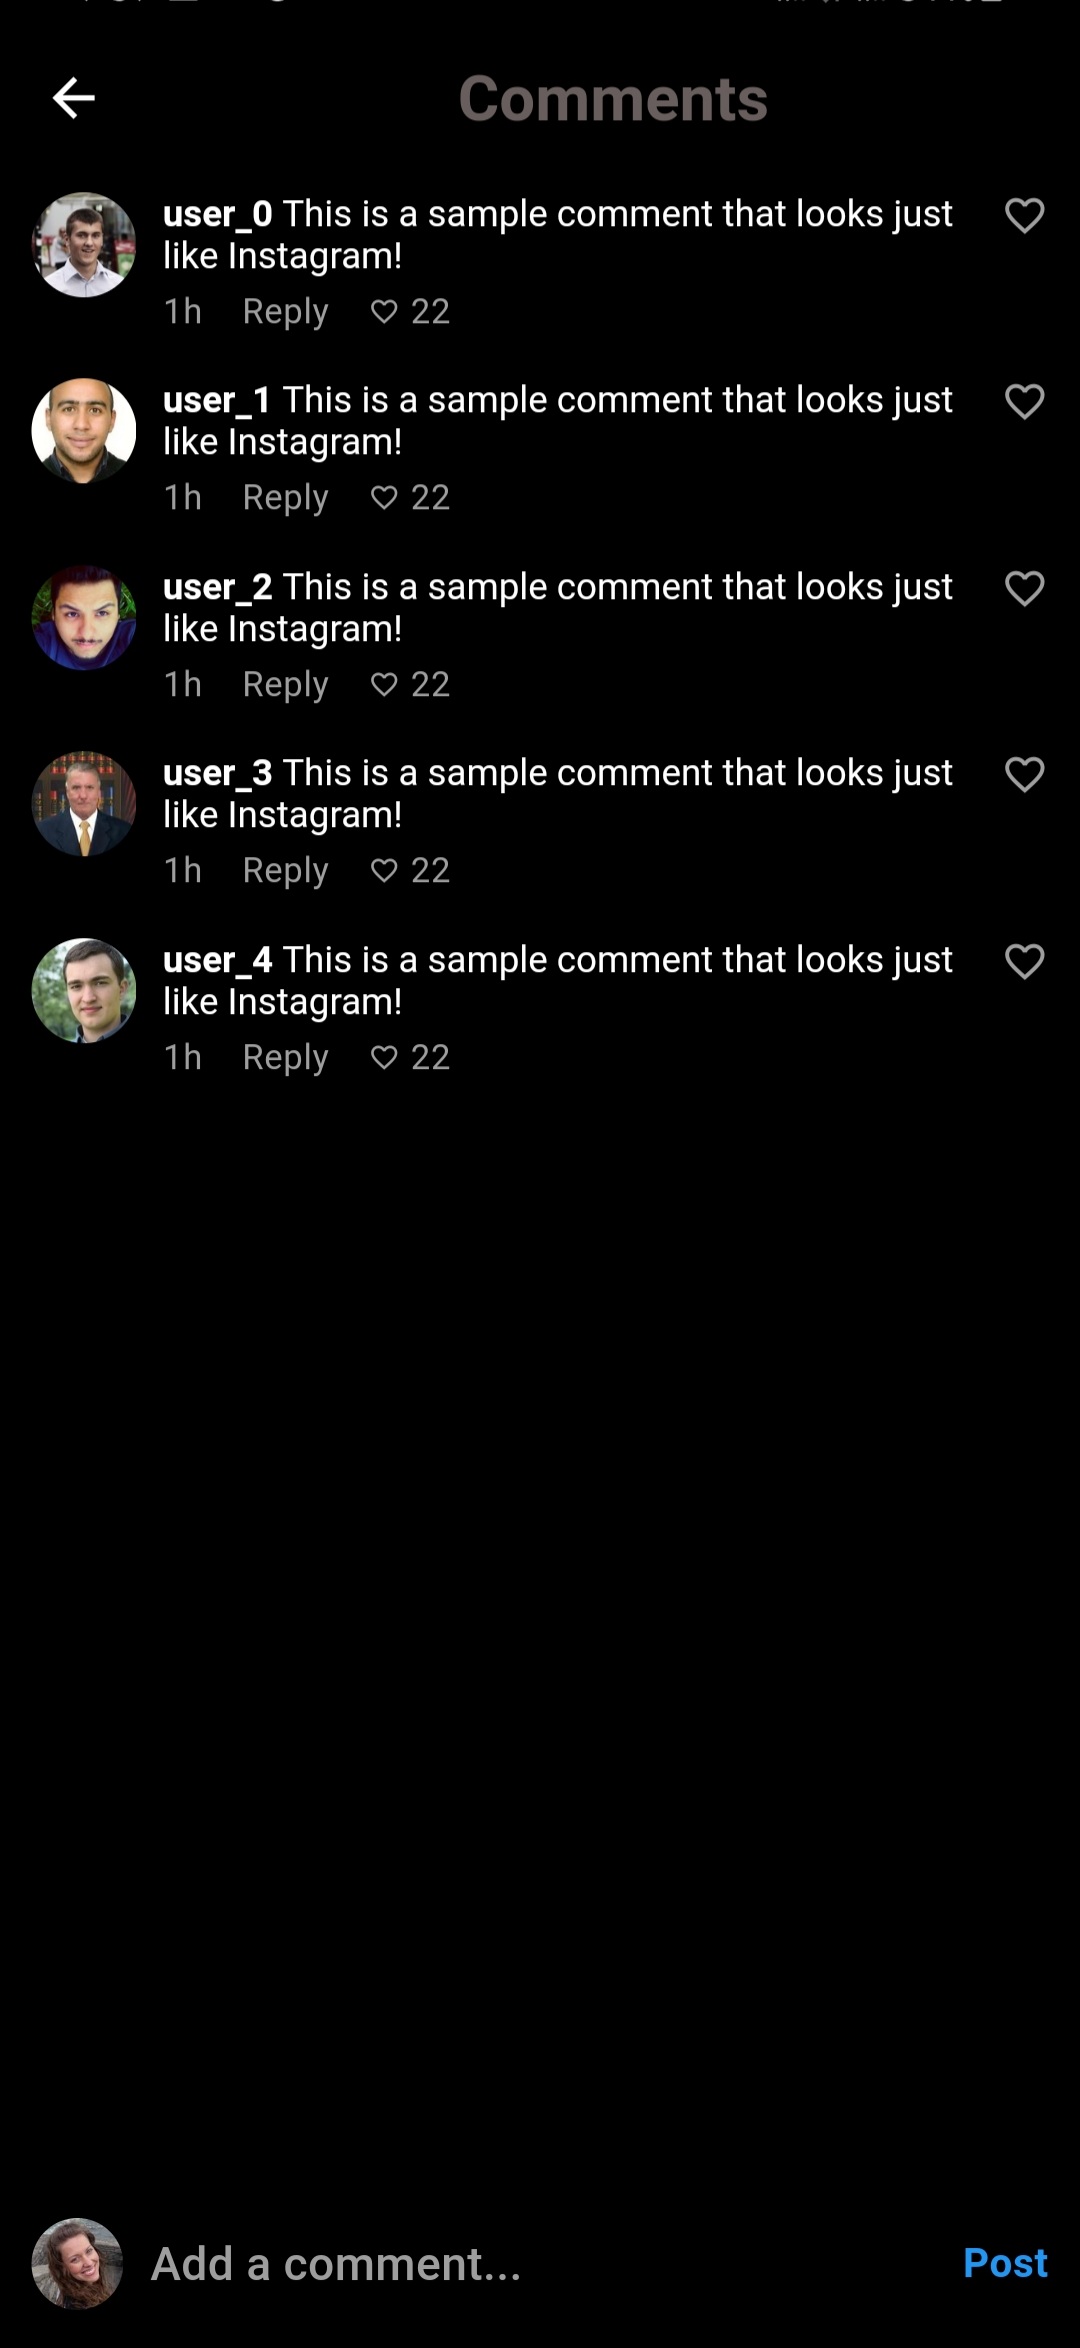 Comments
user_0 This is a sample comment that looks just
like Instagram!
1h Reply 22
user_1 This is a sample comment that looks just
like Instagram!
1h Reply 22
user_2 This is a sample comment that looks just
like Instagram!
1h Reply 22
user_3 This is a sample comment that looks just
like Instagram!
1h Reply 22
user_4 This is a sample comment that looks just
like Instagram!
1h Reply 22
Add a comment... Post